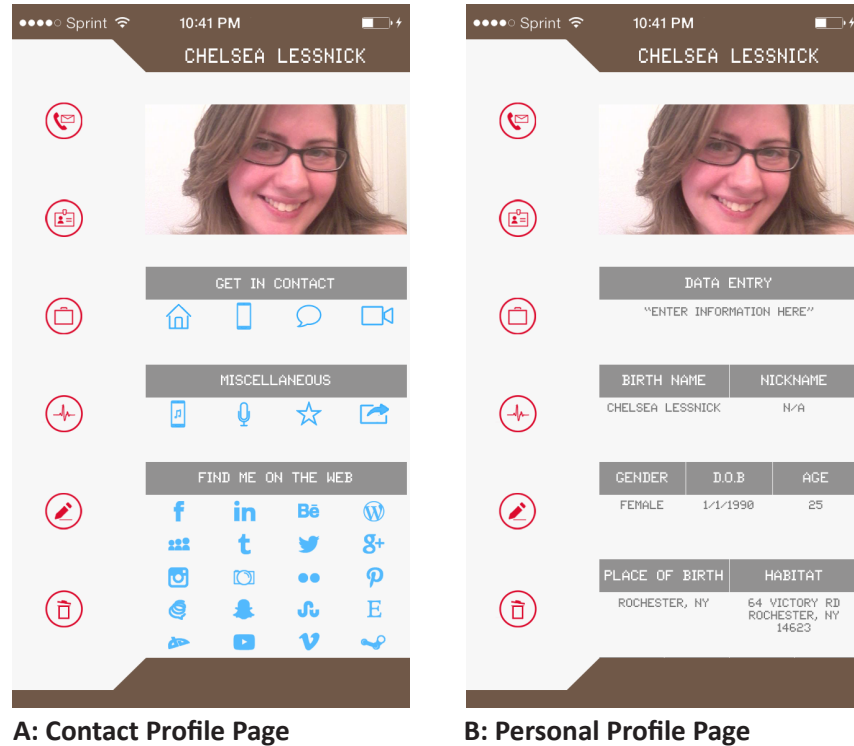 Sprint 10:41 PM
CHELSEA LESSNICK
GET IN CONTACT
MISCELLANEOUS
FIND ME ON THE WEB
f in Bē W
t g+
E
A: Contact Profile Page
Sprint 10:41 PM
CHELSEA LESSNICK
DATA ENTRY
“ENTER INFORMATION HERE”
BIRTH NAME NICKNAME
CHELSEA LESSNICK N/A
GENDER D.O.B AGE
FEMALE 1/1/1990 25
PLACE OF BIRTH HABITAT
ROCHESTER, NY 64 VICTORY RD
ROCHESTER, NY
14623
B: Personal Profile Page